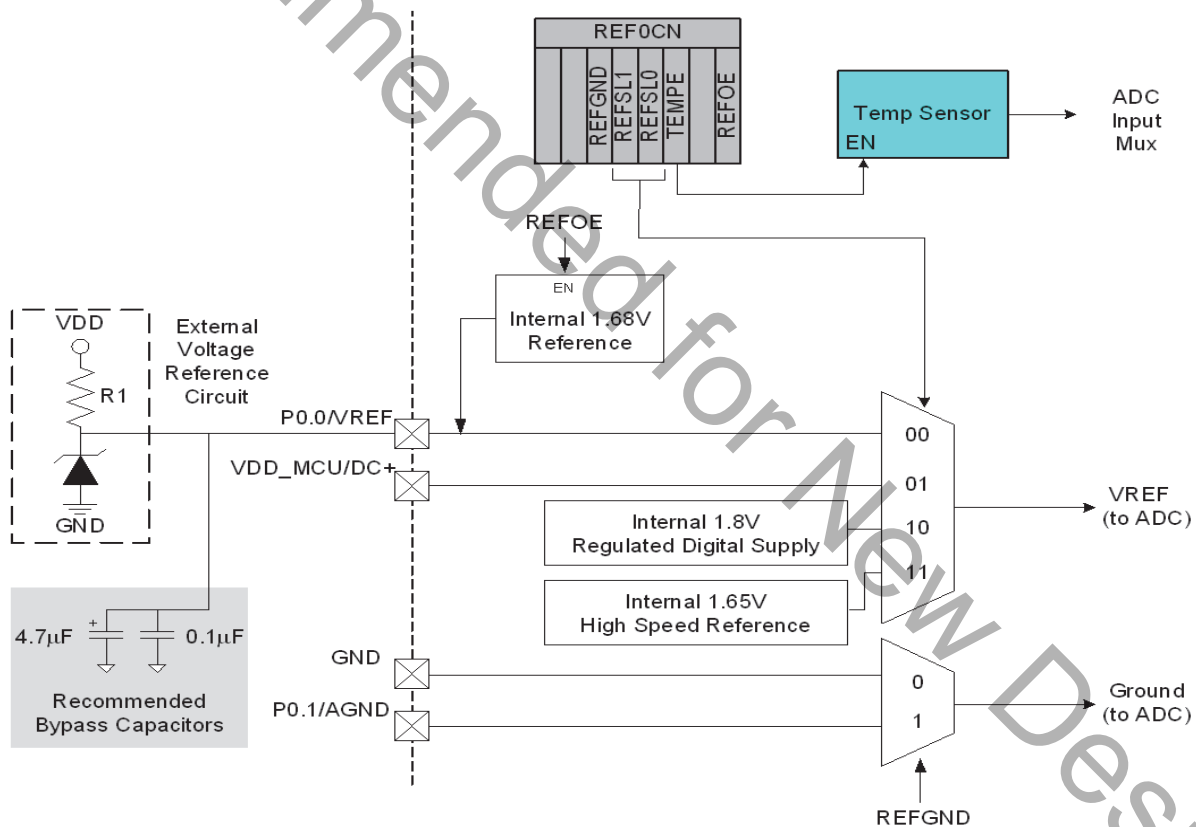 REF0CN
REFGND
REFSL1
REFSL0
TEMPE
REFOE
Temp Sensor
EN
ADC
Input
Mux
REFOE
EN
Internal 1.68V
Reference
VDD
R1
GND
External
Voltage
Reference
Circuit
P0.0/VREF
VDD_MCU/DC+
00
01
10
11
Internal 1.8V
Regulated Digital Supply
Internal 1.65V
High Speed Reference
VREF
(to ADC)
4.7µF
+
0.1µF
Recommended
Bypass Capacitors
GND
P0.1/AGND
0
1
Ground
(to ADC)
REFGND
mmended for New Des